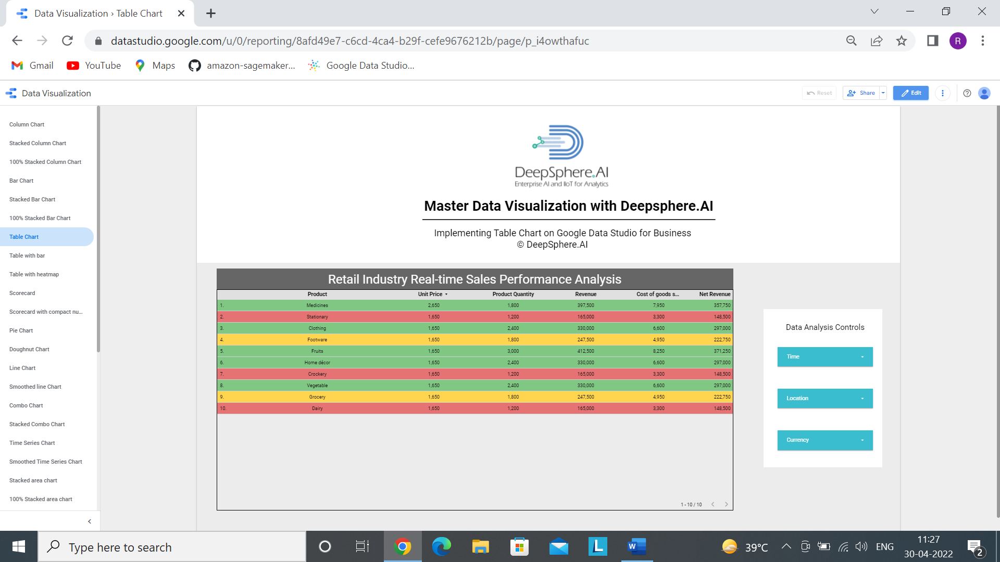 Data Visualization › Table Chart
datastudio.google.com/u/0/reporting/8afd49e7-c6cd-4ca4-b29f-cefe9676212b/page/p_i4owthafuc
R
Gmail YouTube Maps amazon-sagemaker... Google Data Studio...
Data Visualization
Reset Share Edit
Column Chart
Stacked Column Chart
100% Stacked Column Chart
Bar Chart
Stacked Bar Chart
100% Stacked Bar Chart
Table Chart
Table with bar
Table with heatmap
Scorecard
Scorecard with compact nu...
Pie Chart
Doughnut Chart
Line Chart
Smoothed line Chart
Combo Chart
Stacked Combo Chart
Time Series Chart
Smoothed Time Series Chart
Stacked area chart
100% Stacked area chart
DeepSphere.AI
Enterprise AI and IIoT for Analytics
Master Data Visualization with Deepsphere.AI
Implementing Table Chart on Google Data Studio for Business
© DeepSphere.AI
Retail Industry Real-time Sales Performance Analysis
Product Unit Price Product Quantity Revenue Cost of goods s... Net Revenue
1. Medicines 2,650 1,800 397,500 7,950 357,750
2. Stationary 1,650 1,200 165,000 3,300 148,500
3. Clothing 1,650 2,400 330,000 6,600 297,000
4. Footware 1,650 1,800 247,500 4,950 222,750
5. Fruits 1,650 3,000 412,500 8,250 371,250
6. Home décor 1,650 2,400 330,000 6,600 297,000
7. Crockery 1,650 1,200 165,000 3,300 148,500
8. Vegetable 1,650 2,400 330,000 6,600 297,000
9. Grocery 1,650 1,800 247,500 4,950 222,750
10. Dairy 1,650 1,200 165,000 3,300 148,500
1 - 10 / 10
Data Analysis Controls
Time
Location
Currency
Type here to search
L
W
39°C
ENG
11:27
30-04-2022
2